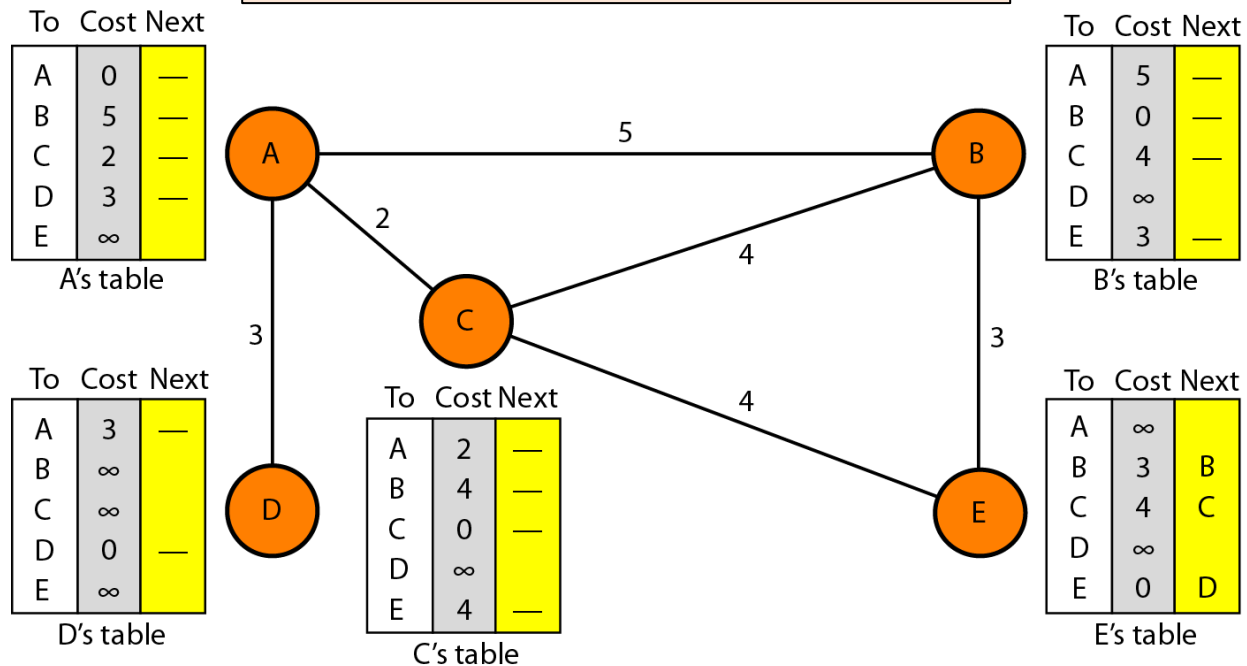 To Cost Next
A 0 —
B 5 —
C 2 —
D 3 —
E ∞
A’s table
To Cost Next
A 5 —
B 0 —
C 4 —
D ∞
E 3 —
B’s table
A
5
B
2
4
C
3
3
4
D
E
To Cost Next
A 3 —
B ∞
C ∞
D 0 —
E ∞
D’s table
To Cost Next
A 2 —
B 4 —
C 0 —
D ∞
E 4 —
C’s table
To Cost Next
A ∞
B 3 B
C 4 C
D ∞
E 0 D
E’s table